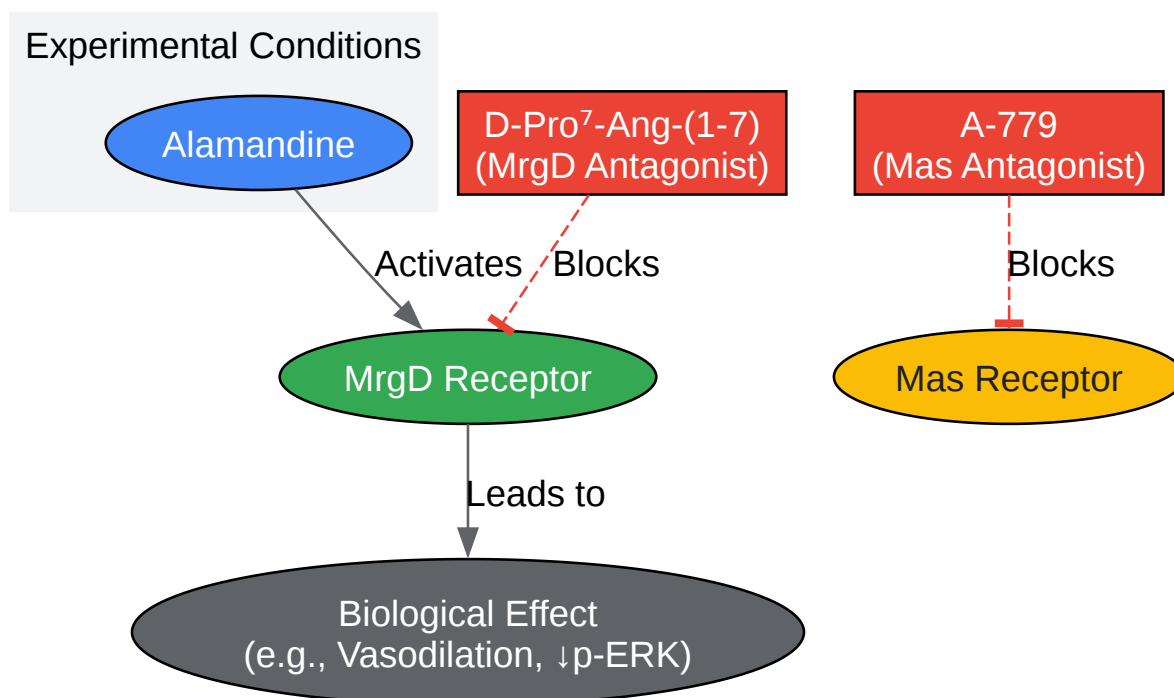 Experimental Conditions
Alamandine
D-Pro⁷-Ang-(1-7)
(MrgD Antagonist)
A-779
(Mas Antagonist)
Activates
Blocks
Blocks
MrgD Receptor
Mas Receptor
Leads to
Biological Effect
(e.g., Vasodilation, ↓p-ERK)